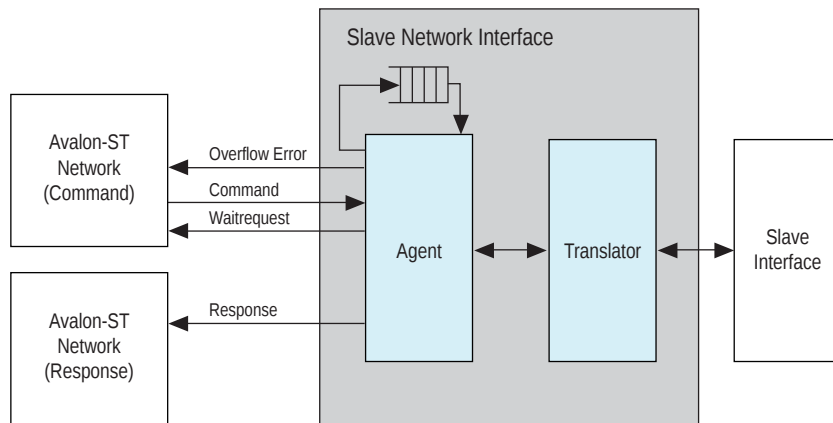 Slave Network Interface
Avalon-ST
Network
(Command)
Overflow Error
Command
Waitrequest
Agent
Translator
Slave
Interface
Avalon-ST
Network
(Response)
Response